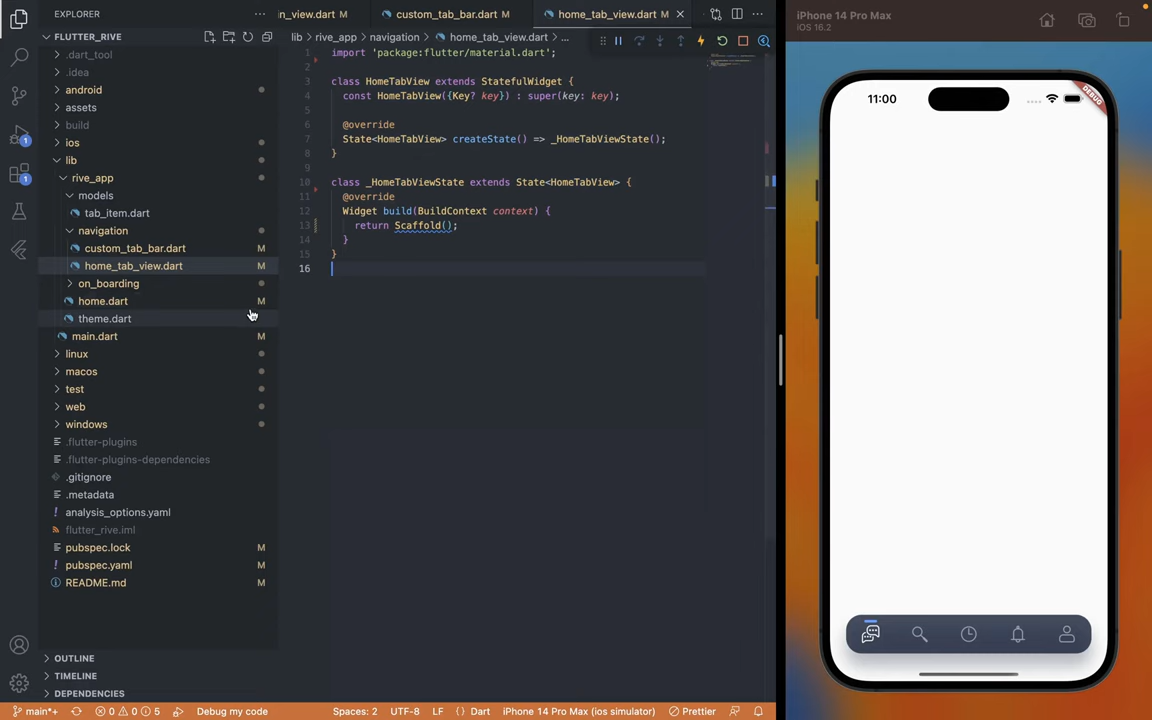 EXPLORER
FLUTTER_RIVE
.dart_tool
.idea
android
assets
build
ios
lib
rive_app
models
tab_item.dart
navigation
custom_tab_bar.dart M
home_tab_view.dart M
on_boarding
home.dart M
theme.dart
main.dart M
linux
macos
test
web
windows
.flutter-plugins
.flutter-plugins-dependencies
.gitignore
.metadata
analysis_options.yaml
flutter_rive.iml
pubspec.lock M
pubspec.yaml M
README.md M
OUTLINE
TIMELINE
DEPENDENCIES
1
1
in_view.dart M custom_tab_bar.dart M home_tab_view.dart M
lib > rive_app > navigation > home_tab_view.dart > ...
1 import 'package:flutter/material.dart';
2
3 class HomeTabView extends StatefulWidget {
4 const HomeTabView({Key? key}) : super(key: key);
5
6 @override
7 State<HomeTabView> createState() => _HomeTabViewState();
8 }
9
10 class _HomeTabViewState extends State<HomeTabView> {
11 @override
12 Widget build(BuildContext context) {
13 return Scaffold();
14 }
15 }
16
main*+ 0 0 5 Debug my code Spaces: 2 UTF-8 LF {} Dart iPhone 14 Pro Max (ios simulator) Prettier
iPhone 14 Pro Max
iOS 16.2
11:00
DEBUG